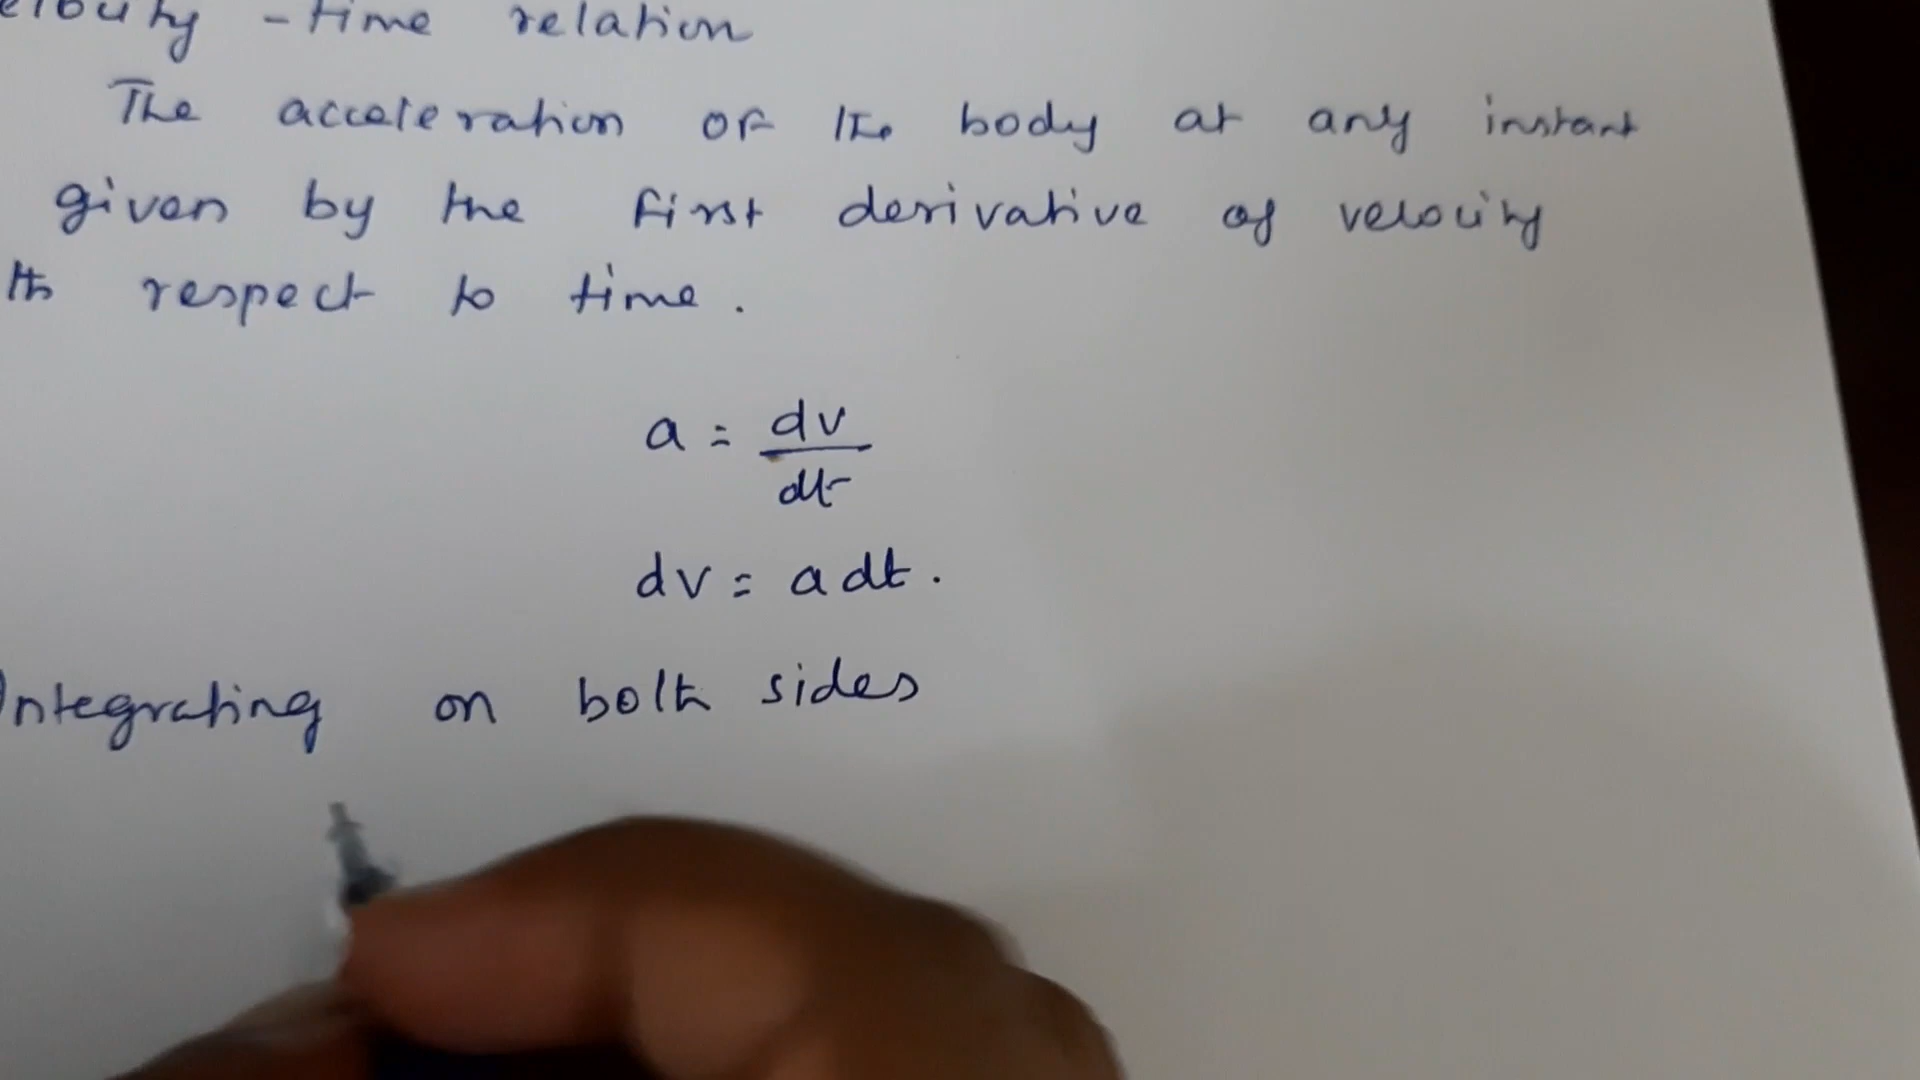 - time relation
The acceleration of the body at any instant
given by the first derivative of velocity
respect to time.
a = dv/dt
dv = a dt.
Integrating on both sides